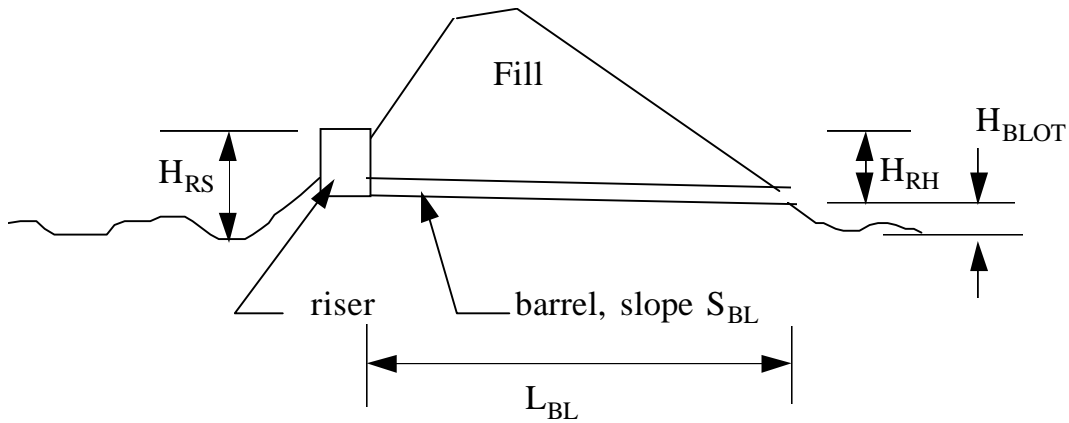 Fill
H_BLOT
H_RS
H_RH
riser
barrel, slope S_BL
L_BL